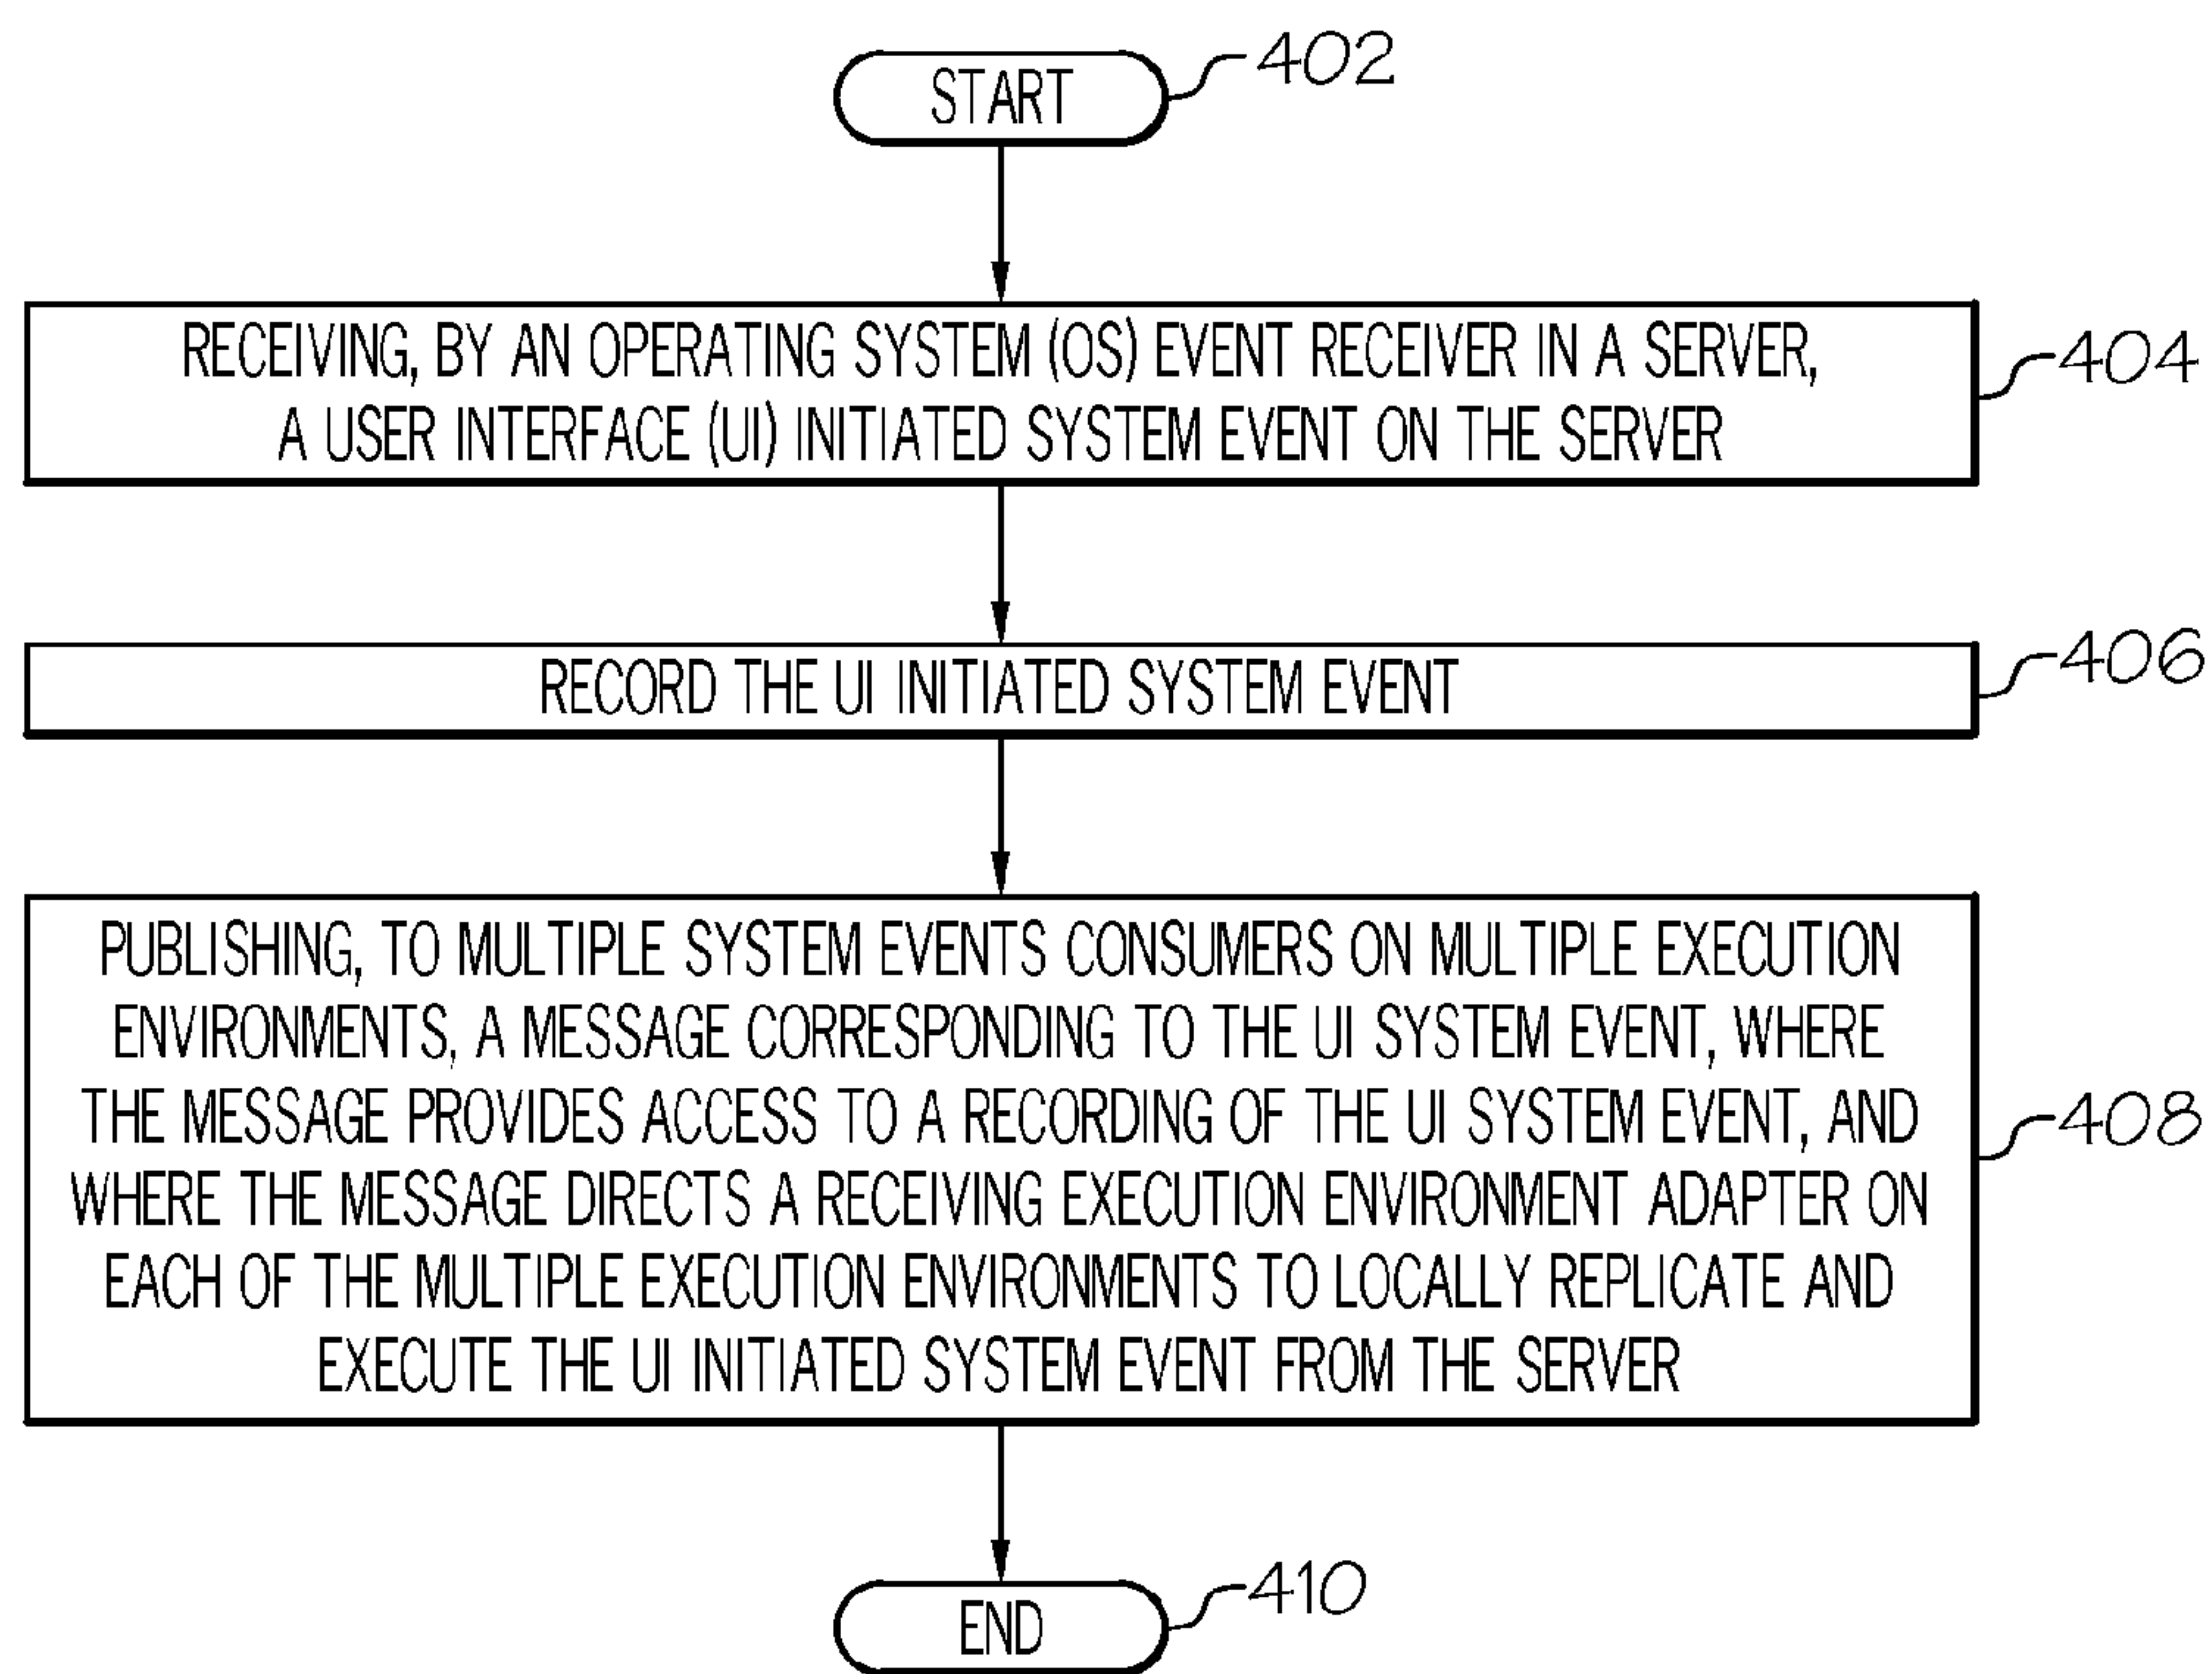 START
402
RECEIVING, BY AN OPERATING SYSTEM (OS) EVENT RECEIVER IN A SERVER,
A USER INTERFACE (UI) INITIATED SYSTEM EVENT ON THE SERVER
404
RECORD THE UI INITIATED SYSTEM EVENT
406
PUBLISHING, TO MULTIPLE SYSTEM EVENTS CONSUMERS ON MULTIPLE EXECUTION
ENVIRONMENTS, A MESSAGE CORRESPONDING TO THE UI SYSTEM EVENT, WHERE
THE MESSAGE PROVIDES ACCESS TO A RECORDING OF THE UI SYSTEM EVENT, AND
WHERE THE MESSAGE DIRECTS A RECEIVING EXECUTION ENVIRONMENT ADAPTER ON
EACH OF THE MULTIPLE EXECUTION ENVIRONMENTS TO LOCALLY REPLICATE AND
EXECUTE THE UI INITIATED SYSTEM EVENT FROM THE SERVER
408
END
410